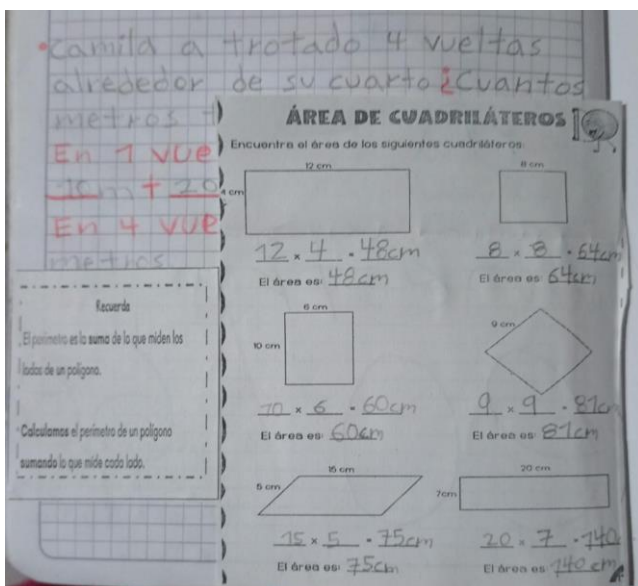 camila a trotado 4 vueltas
alrededor de su cuarto ¿Cuantos
metros
En 1 vue
10m + 20
En 4 vue
metros
Recuerda
El perímetro es la suma de lo que miden los
lados de un polígono.
Calculamos el perímetro de un polígono
sumando lo que mide cada lado.
ÁREA DE CUADRILÁTEROS
Encuentra el área de los siguientes cuadriláteros:
12 cm
4 cm
12 x 4 = 48cm
El área es: 48cm
8 cm
8 x 8 = 64cm
El área es: 64cm
6 cm
10 cm
10 x 6 = 60cm
El área es: 60cm
9 cm
9 x 9 = 81cm
El área es: 81cm
15 cm
5 cm
15 x 5 = 75cm
El área es: 75cm
20 cm
7cm
20 x 7 = 140
El área es: 140 cm